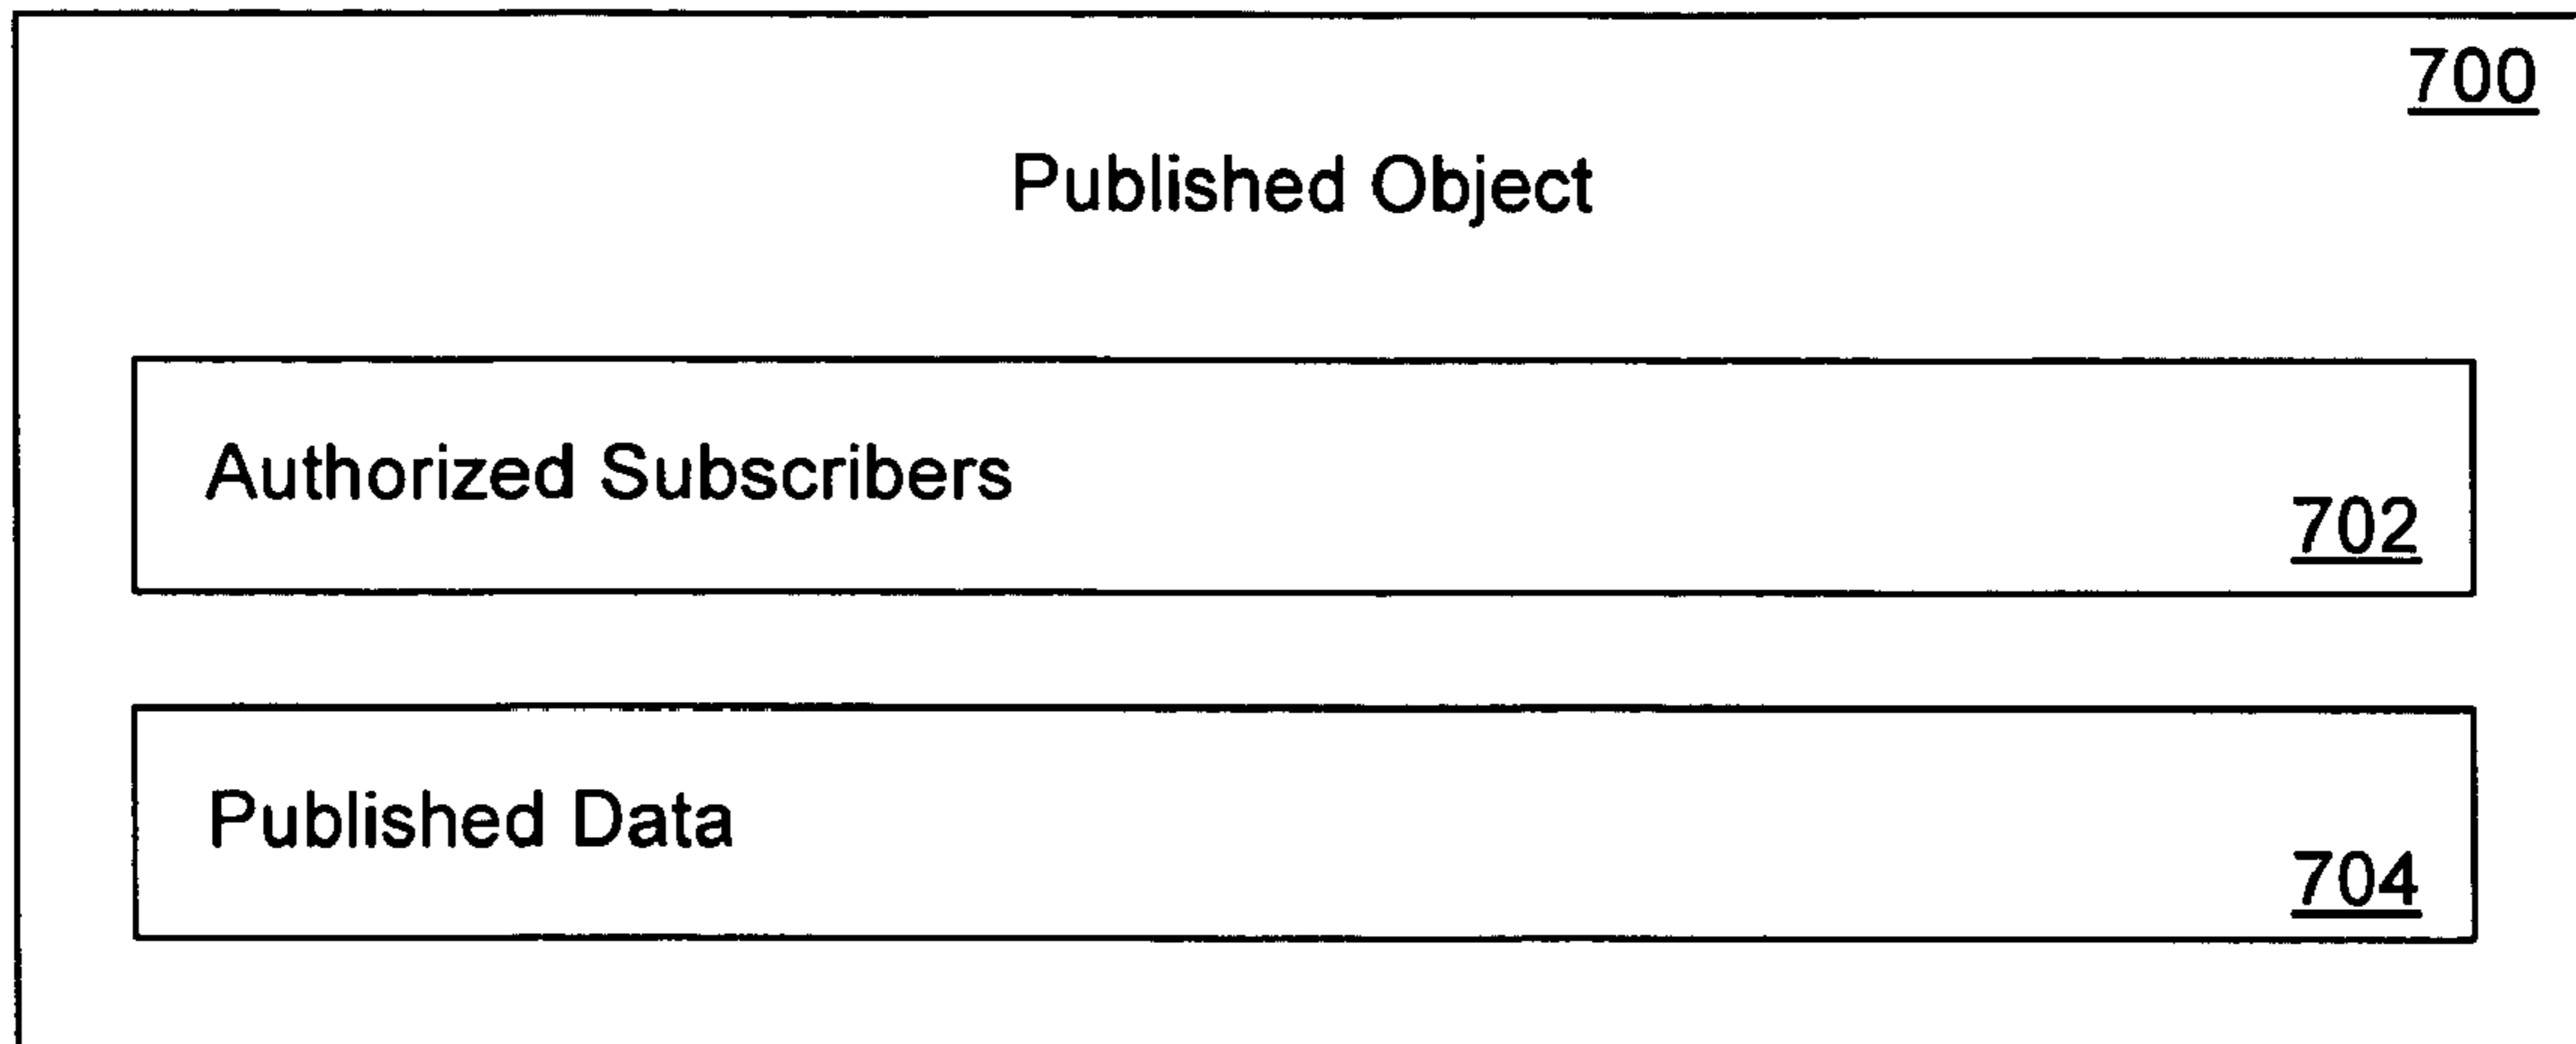 700
Published Object
Authorized Subscribers
702
Published Data
704